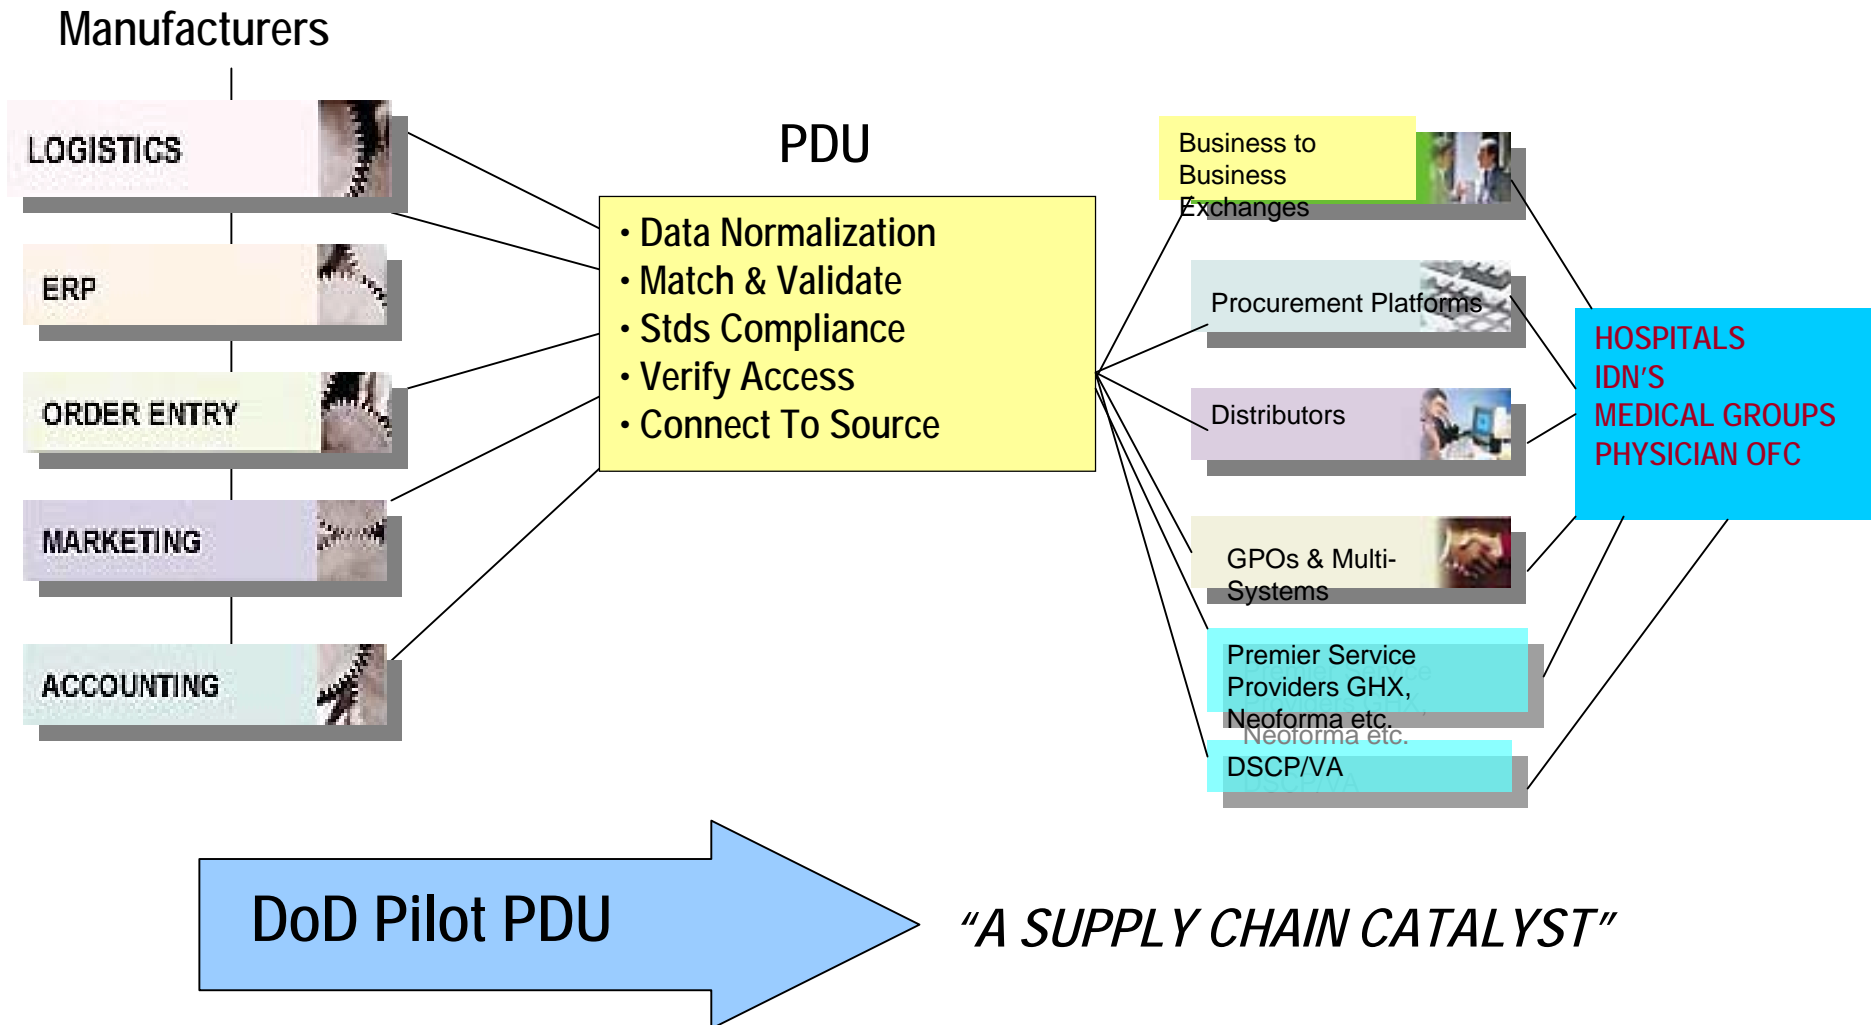 Manufacturers
LOGISTICS
ERP
ORDER ENTRY
MARKETING
ACCOUNTING
PDU
• Data Normalization
• Match & Validate
• Stds Compliance
• Verify Access
• Connect To Source
Business to
Business
Exchanges
Procurement Platforms
Distributors
GPOs & Multi-
Systems
Premier Service
Providers GHX,
Neoforma etc.
DSCP/VA
HOSPITALS
IDN'S
MEDICAL GROUPS
PHYSICIAN OFC
DoD Pilot PDU
“A SUPPLY CHAIN CATALYST”